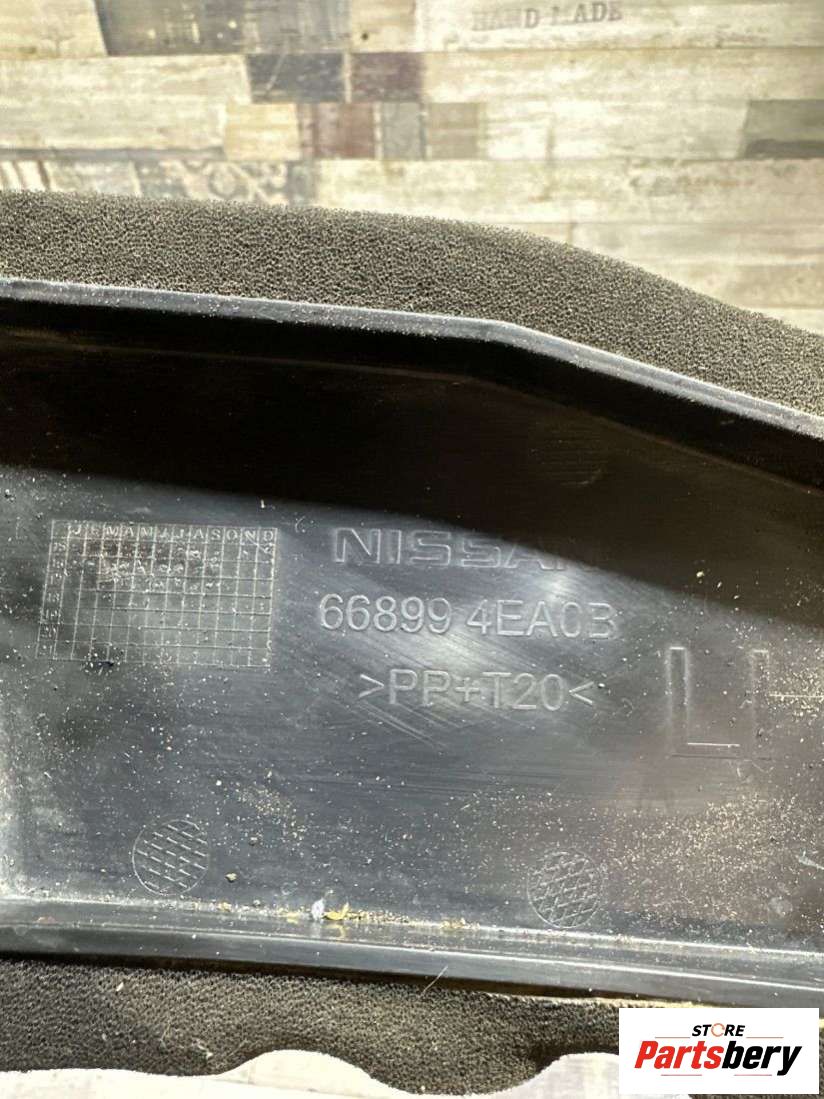 HAND MADE
J F M A M J J A S O N D
NISSAN
66899 4EA0B
>PP+T20<
STORE
Partsbery